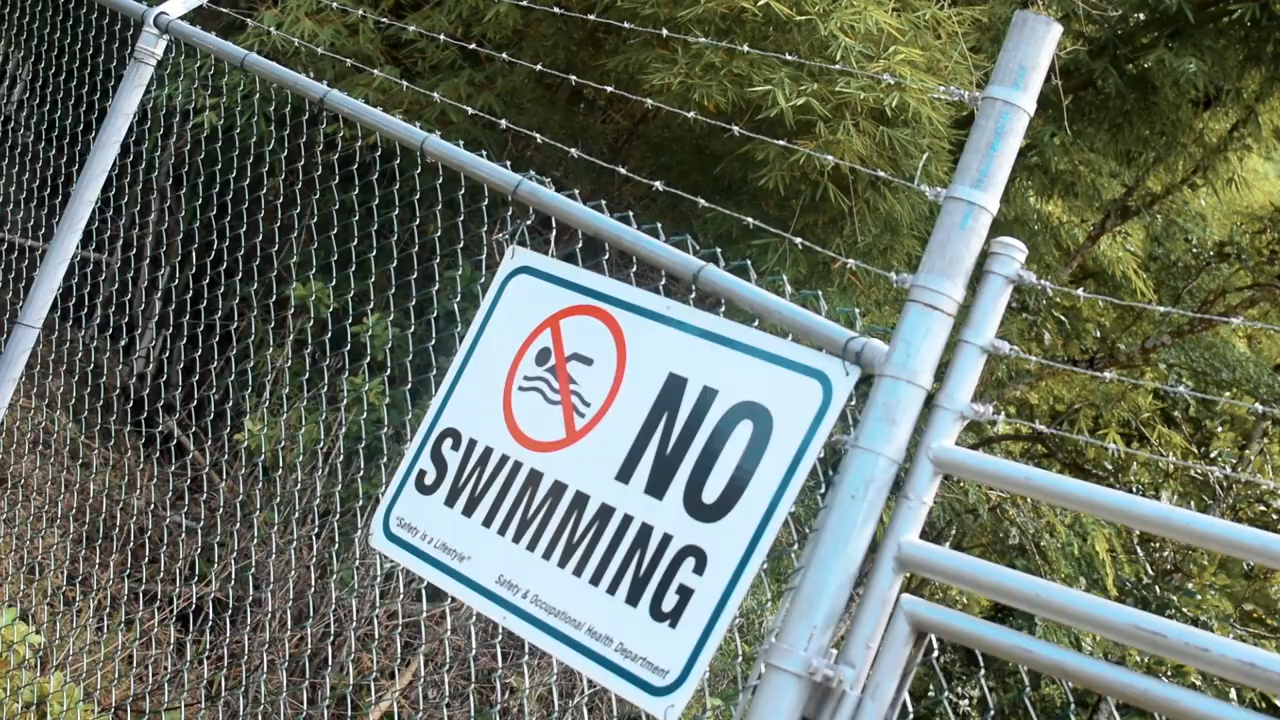 NO
SWIMMING
"Safety is a Lifestyle"
Safety & Occupational Health Department